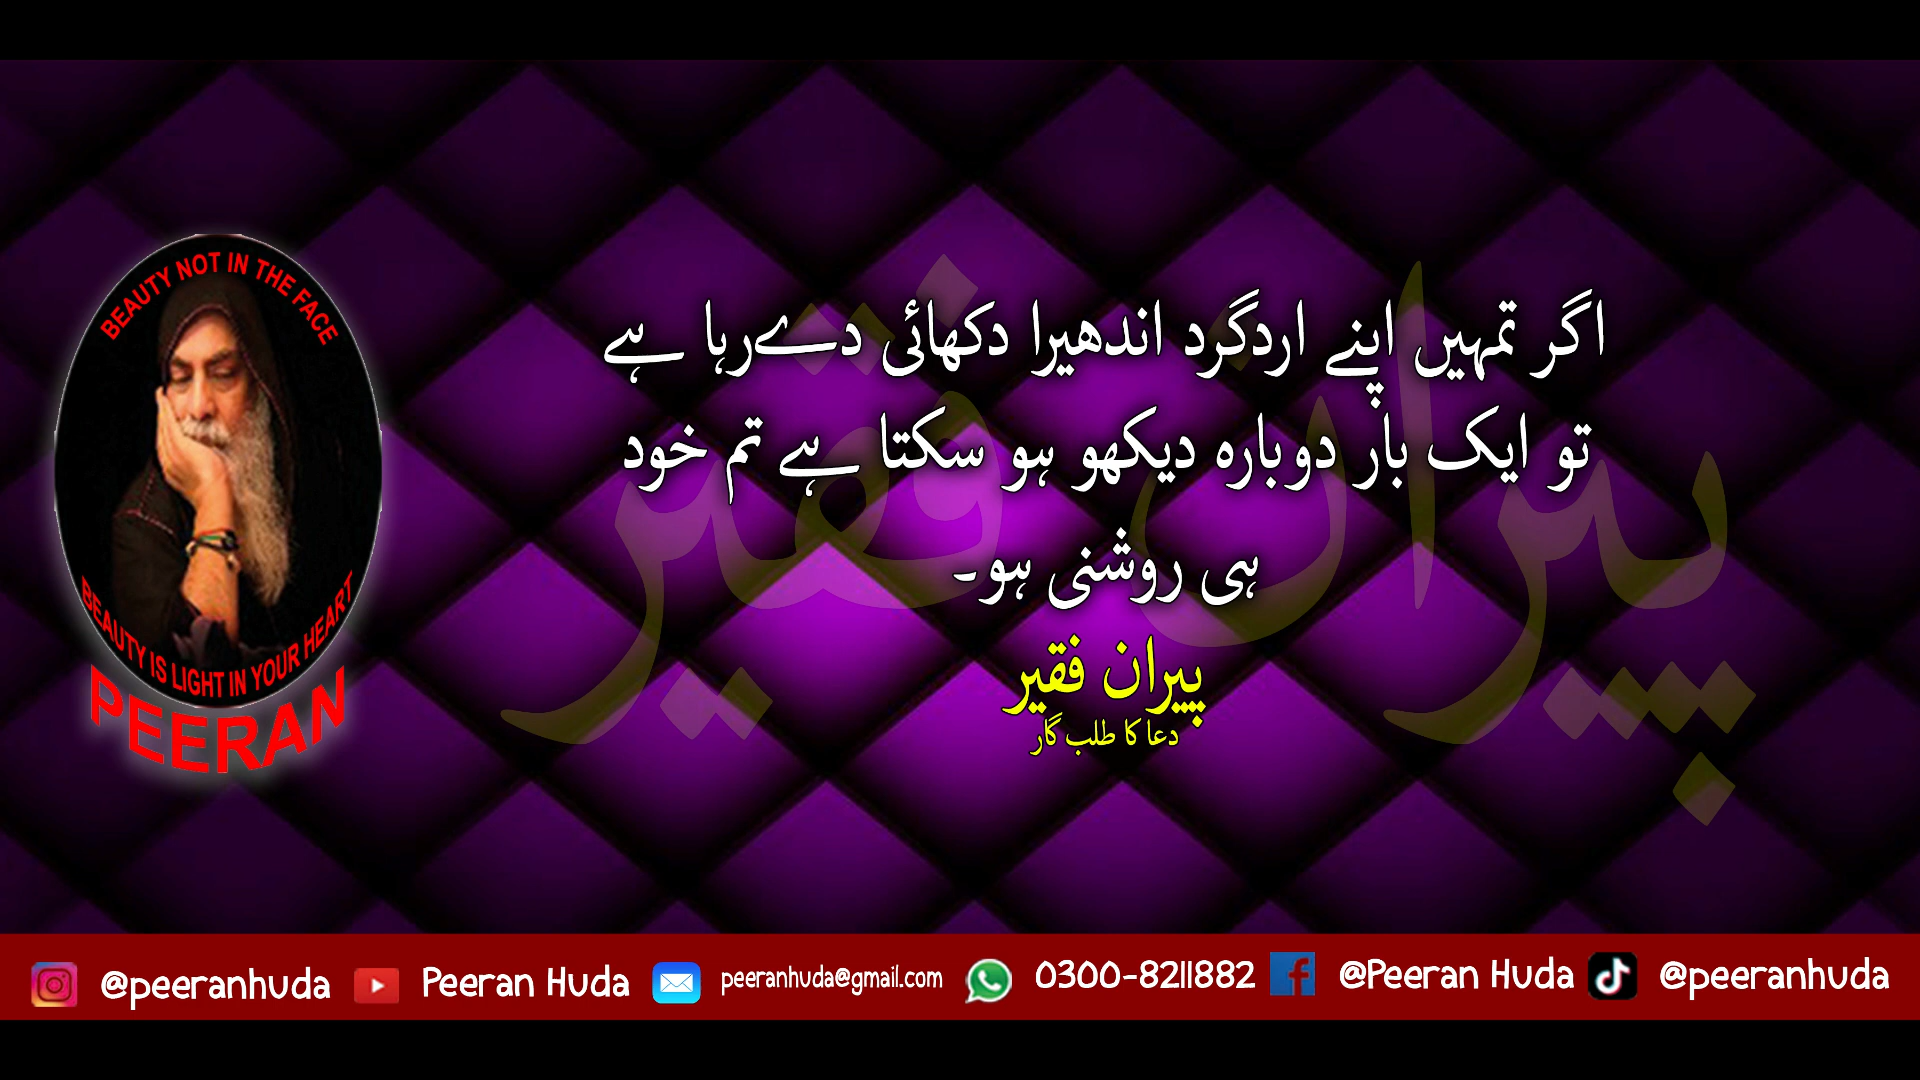 BEAUTY NOT IN THE FACE
BEAUTY IS LIGHT IN YOUR HEART
PEERAN
اگر تمہیں اپنے اردگرد اندھیرا دکھائی دےرہا ہے
تو ایک بار دوبارہ دیکھو ہو سکتا ہے تم خود
ہی روشنی ہو۔
پیران فقیر
دعا کا طلب گار
پیران فقیر
@peeranhuda Peeran Huda peeranhuda@gmail.com 0300-8211882 @Peeran Huda @peeranhuda